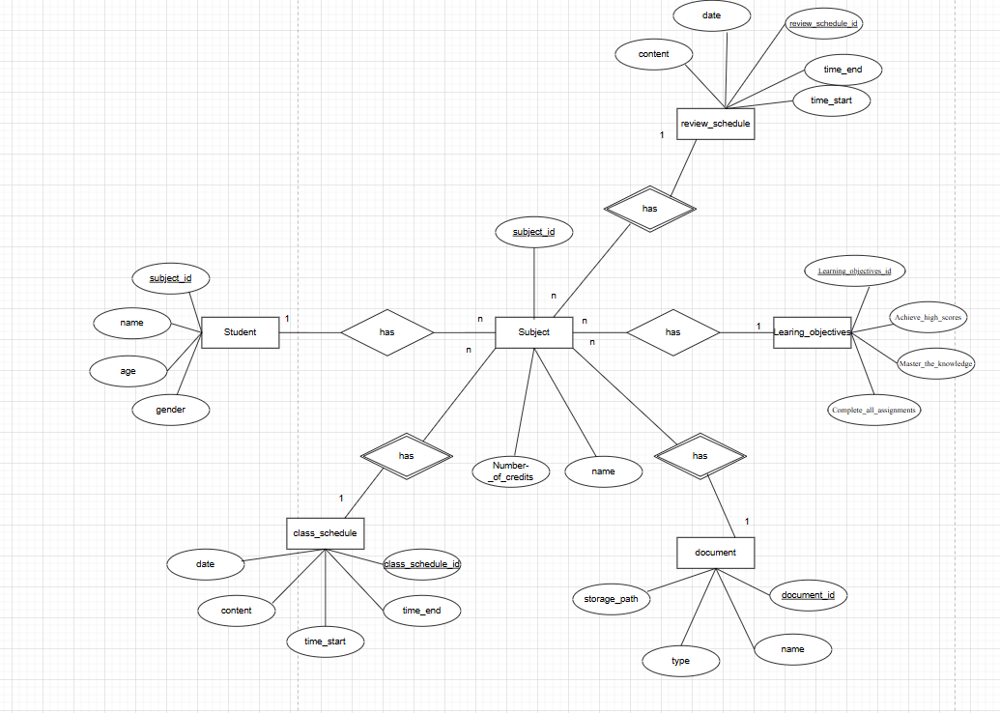 date
review_schedule_id
content
time_end
time_start
review_schedule
1
has
subject_id
n
subject_id
name
age
gender
Student
1
has
n
n
Subject
n
n
has
1
Learing_objectives
Learning_objectives_id
Achieve_high_scores
Master_the_knowledge
Complete_all_assignments
has
Number-
_of_credits
name
has
1
class_schedule
date
content
time_start
time_end
class_schedule_id
1
document
storage_path
type
name
document_id